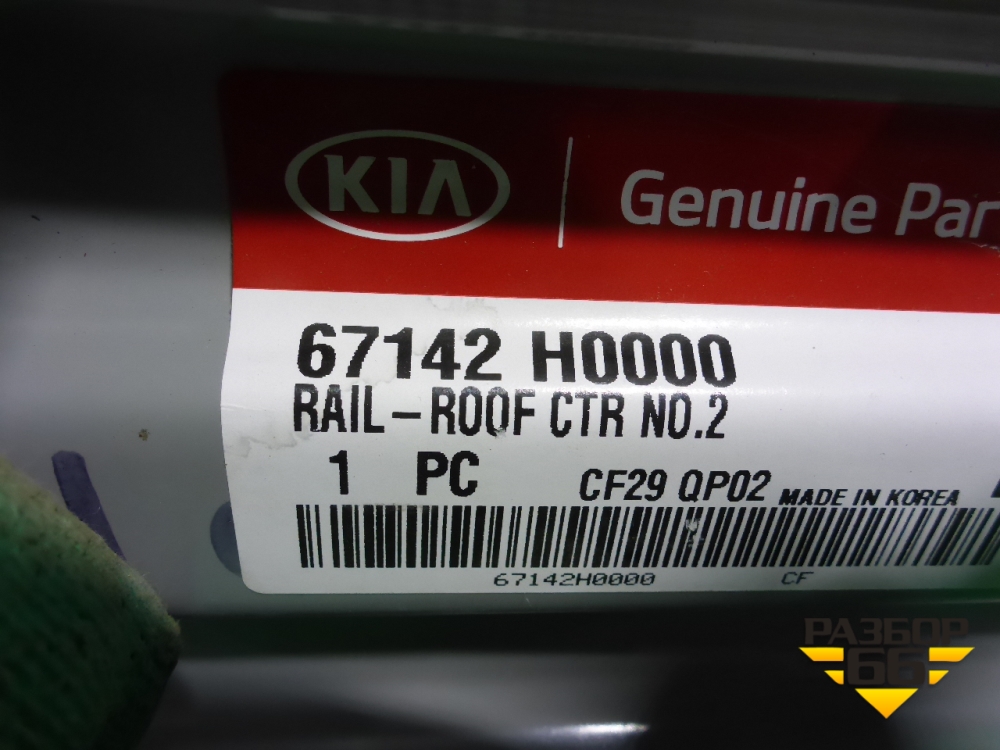 KIA
Genuine Par
67142 H0000
RAIL-ROOF CTR NO.2
1 PC CF29 QP02 MADE IN KOREA
67142H0000 CF
РАЗБОР
66